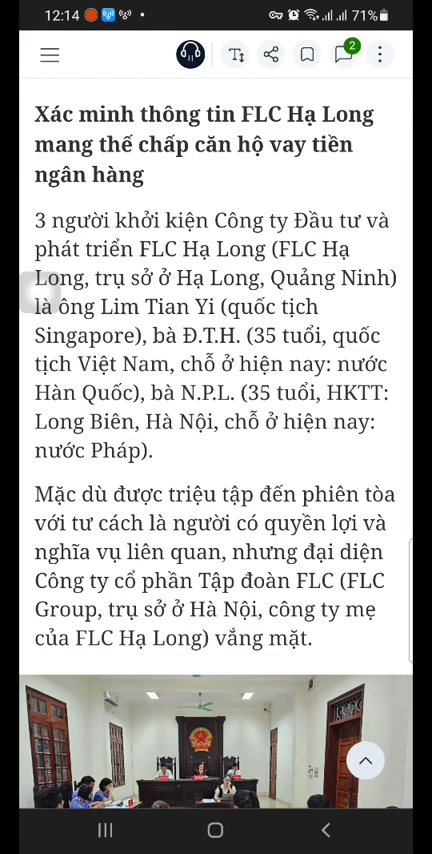 12:14
71%
2
Xác minh thông tin FLC Hạ Long
mang thế chấp căn hộ vay tiền
ngân hàng
3 người khởi kiện Công ty Đầu tư và
phát triển FLC Hạ Long (FLC Hạ
Long, trụ sở ở Hạ Long, Quảng Ninh)
là ông Lim Tian Yi (quốc tịch
Singapore), bà Đ.T.H. (35 tuổi, quốc
tịch Việt Nam, chỗ ở hiện nay: nước
Hàn Quốc), bà N.P.L. (35 tuổi, HKTT:
Long Biên, Hà Nội, chỗ ở hiện nay:
nước Pháp).
Mặc dù được triệu tập đến phiên tòa
với tư cách là người có quyền lợi và
nghĩa vụ liên quan, nhưng đại diện
Công ty cổ phần Tập đoàn FLC (FLC
Group, trụ sở ở Hà Nội, công ty mẹ
của FLC Hạ Long) vắng mặt.